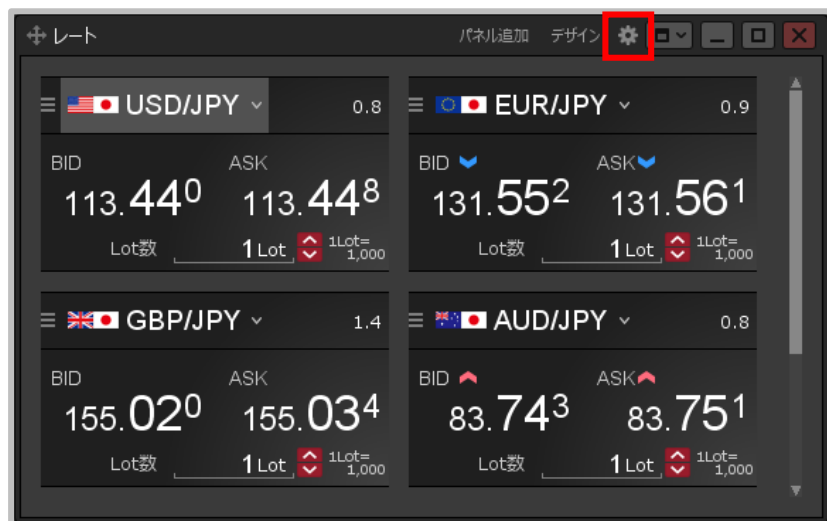 レート パネル追加 デザイン
USD/JPY 0.8
BID ASK
113.440 113.448
Lot数 1 Lot 1Lot=
1,000
EUR/JPY 0.9
BID ASK
131.552 131.561
Lot数 1 Lot 1Lot=
1,000
GBP/JPY 1.4
BID ASK
155.020 155.034
Lot数 1 Lot 1Lot=
1,000
AUD/JPY 0.8
BID ASK
83.743 83.751
Lot数 1 Lot 1Lot=
1,000